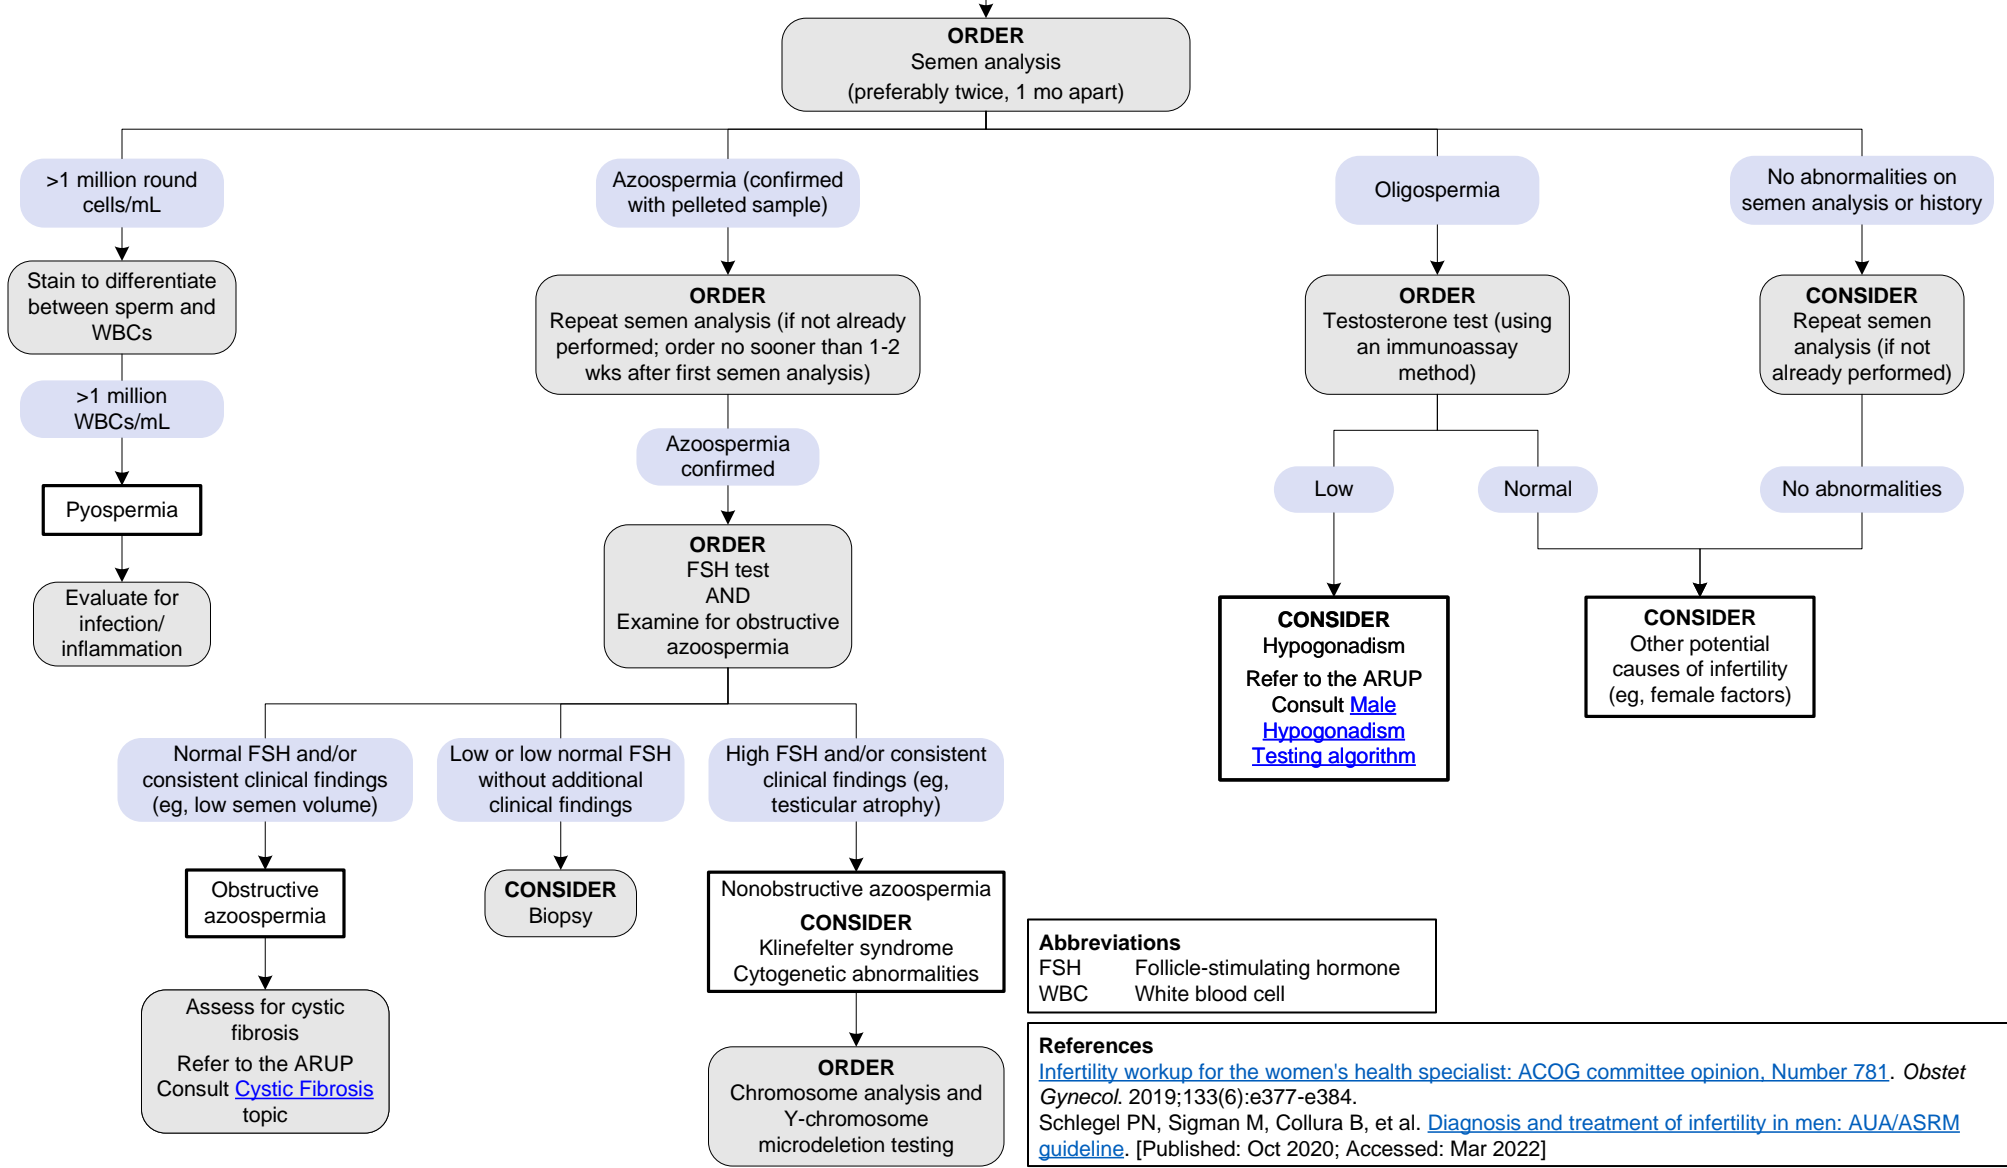 ORDER
Semen analysis
(preferably twice, 1 mo apart)
>1 million round
cells/mL
Stain to differentiate
between sperm and
WBCs
>1 million
WBCs/mL
Pyospermia
Evaluate for
infection/
inflammation
Azoospermia (confirmed
with pelleted sample)
ORDER
Repeat semen analysis (if not already
performed; order no sooner than 1-2
wks after first semen analysis)
Azoospermia
confirmed
ORDER
FSH test
AND
Examine for obstructive
azoospermia
Normal FSH and/or
consistent clinical findings
(eg, low semen volume)
Obstructive
azoospermia
Assess for cystic
fibrosis
Refer to the ARUP
Consult Cystic Fibrosis
topic
Low or low normal FSH
without additional
clinical findings
CONSIDER
Biopsy
High FSH and/or consistent
clinical findings (eg,
testicular atrophy)
Nonobstructive azoospermia
CONSIDER
Klinefelter syndrome
Cytogenetic abnormalities
ORDER
Chromosome analysis and
Y-chromosome
microdeletion testing
Oligospermia
ORDER
Testosterone test (using
an immunoassay
method)
Low
CONSIDER
Hypogonadism
Refer to the ARUP
Consult Male
Hypogonadism
Testing algorithm
Normal
No abnormalities on
semen analysis or history
CONSIDER
Repeat semen
analysis (if not
already performed)
No abnormalities
CONSIDER
Other potential
causes of infertility
(eg, female factors)
Abbreviations
FSH Follicle-stimulating hormone
WBC White blood cell
References
Infertility workup for the women's health specialist: ACOG committee opinion, Number 781. Obstet
Gynecol. 2019;133(6):e377-e384.
Schlegel PN, Sigman M, Collura B, et al. Diagnosis and treatment of infertility in men: AUA/ASRM
guideline. [Published: Oct 2020; Accessed: Mar 2022]